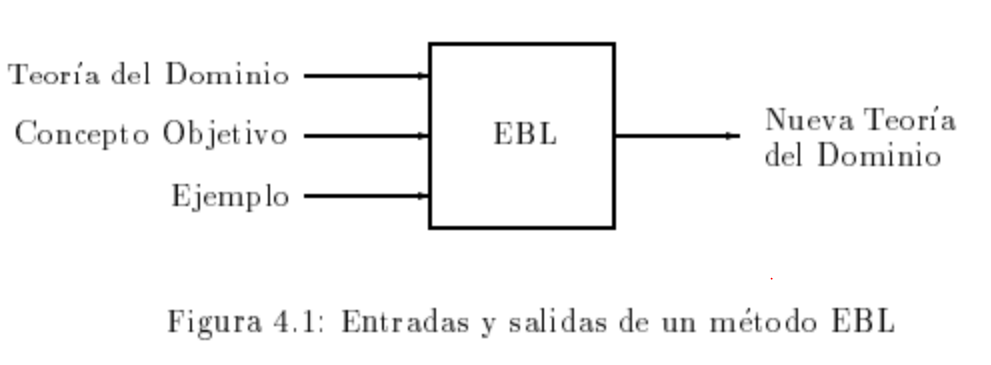 Teoría del Dominio
Concepto Objetivo
Ejemplo
EBL
Nueva Teoría
del Dominio
Figura 4.1: Entradas y salidas de un método EBL